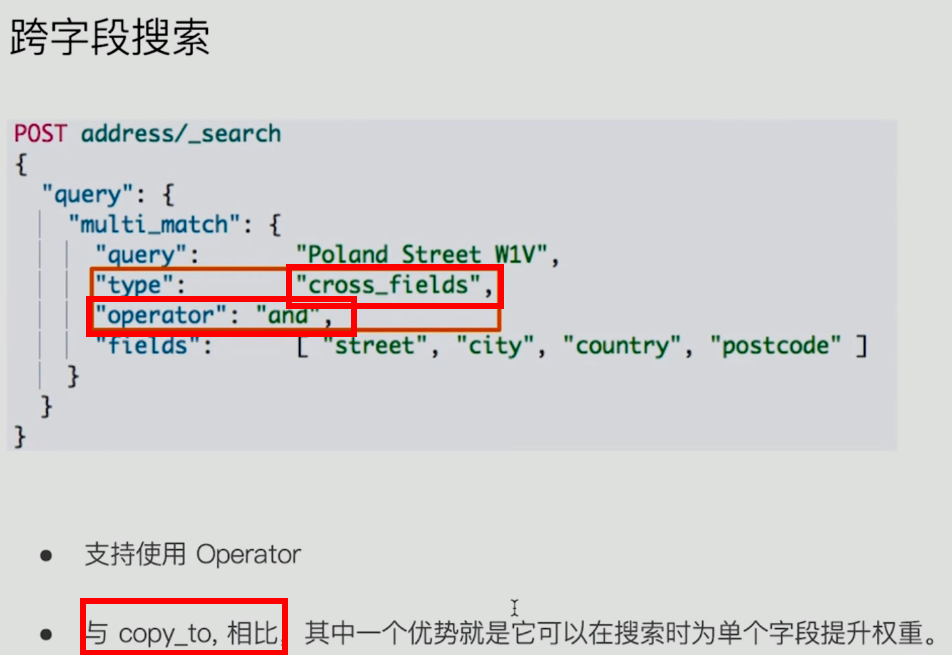 跨字段搜索
POST address/_search
{
"query": {
"multi_match": {
"query": "Poland Street W1V",
"type": "cross_fields",
"operator": "and",
"fields": [ "street", "city", "country", "postcode" ]
}
}
}
● 支持使用 Operator
● 与 copy_to, 相比，其中一个优势就是它可以在搜索时为单个字段提升权重。